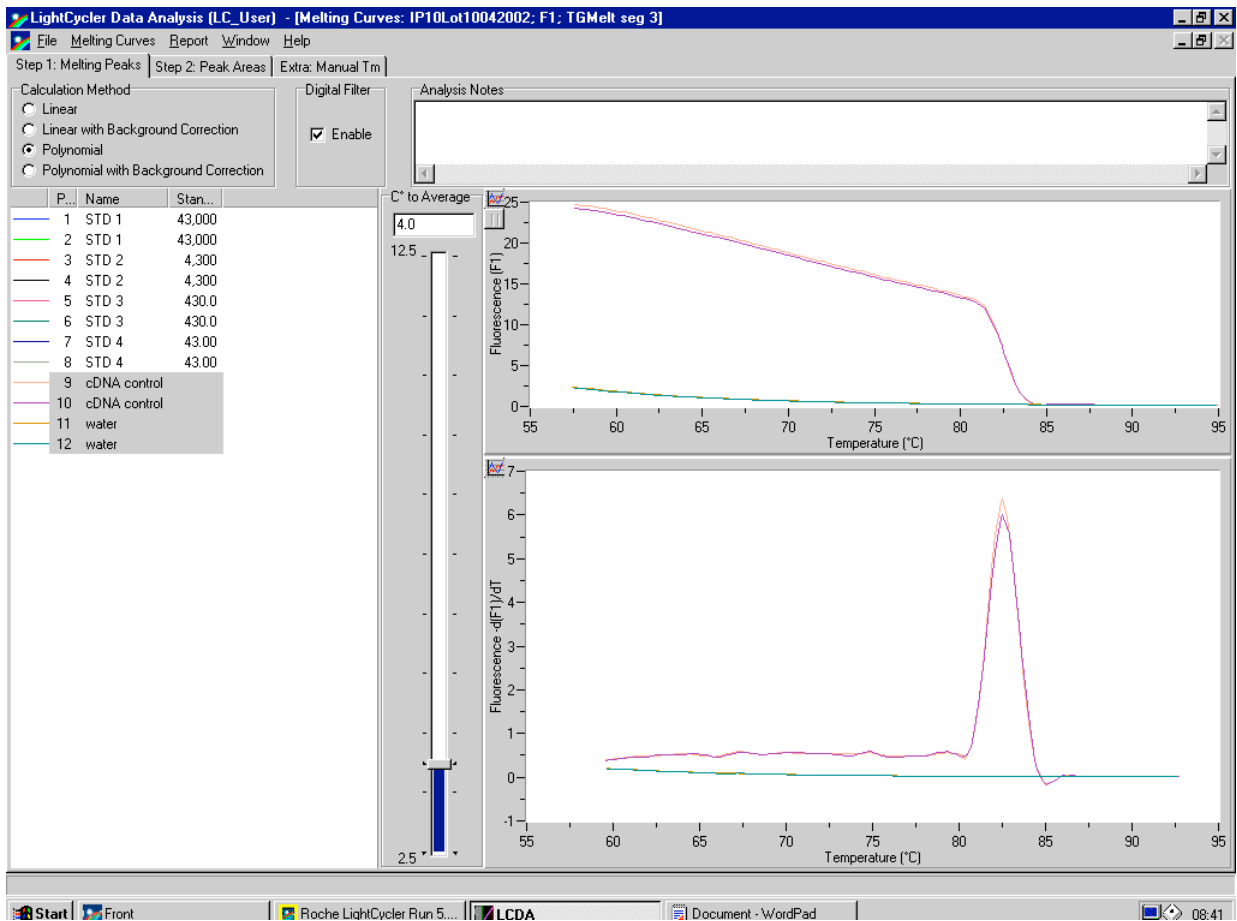 LightCycler Data Analysis (LC_User) - [Melting Curves: IP10Lot10042002; F1; TGMelt seg 3]
File Melting Curves Report Window Help
Step 1: Melting Peaks Step 2: Peak Areas Extra: Manual Tm
Calculation Method
Linear
Linear with Background Correction
Polynomial
Polynomial with Background Correction
Digital Filter
Enable
Analysis Notes
P... Name Stan...
1 STD 1 43,000
2 STD 1 43,000
3 STD 2 4,300
4 STD 2 4,300
5 STD 3 430.0
6 STD 3 430.0
7 STD 4 43.00
8 STD 4 43.00
9 cDNA control
10 cDNA control
11 water
12 water
C° to Average
4.0
12.5
2.5
25
20
15
10
5
0
Fluorescence (F1)
55 60 65 70 75 80 85 90 95
Temperature (°C)
7
6
5
4
3
2
1
0
-1
Fluorescence -d(F1)/dT
55 60 65 70 75 80 85 90 95
Temperature (°C)
Start Front Roche LightCycler Run 5.... LCDA Document - WordPad 08:41